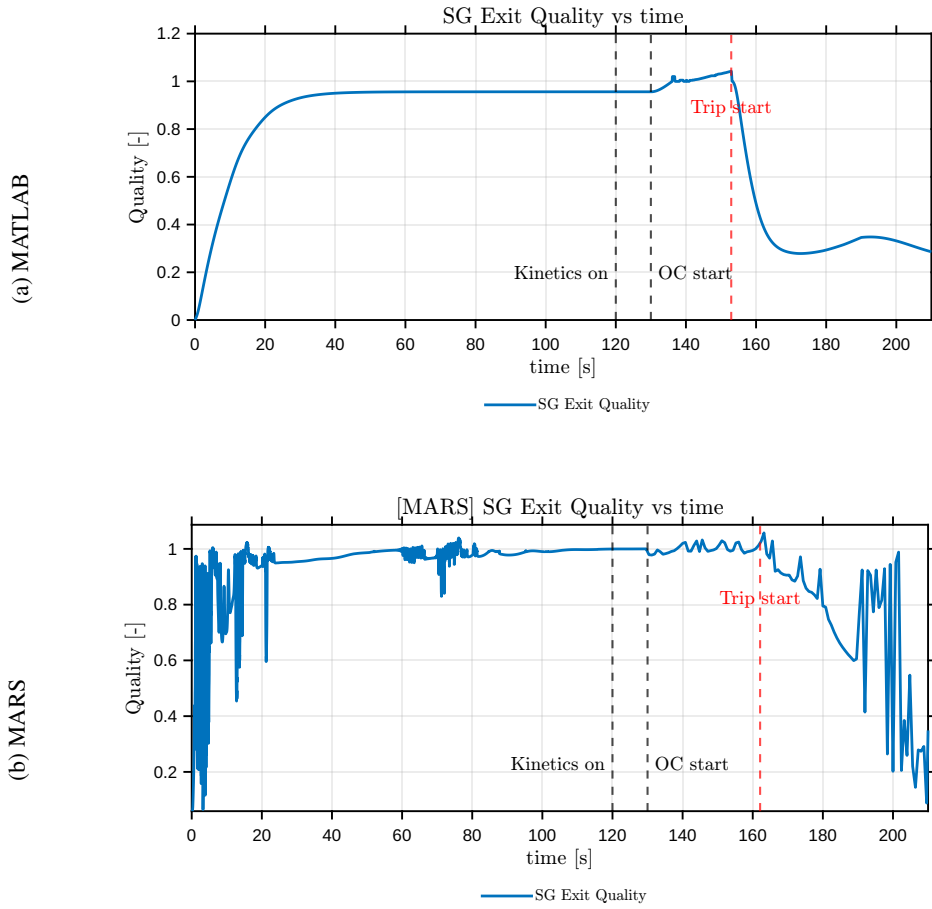 SG Exit Quality vs time
(a) MATLAB
Quality [-]
1.2
1
0.8
0.6
0.4
0.2
0
Trip start
Kinetics on
OC start
0 20 40 60 80 100 120 140 160 180 200
time [s]
SG Exit Quality
[MARS] SG Exit Quality vs time
(b) MARS
Quality [-]
1
0.8
0.6
0.4
0.2
Trip start
Kinetics on
OC start
0 20 40 60 80 100 120 140 160 180 200
time [s]
SG Exit Quality